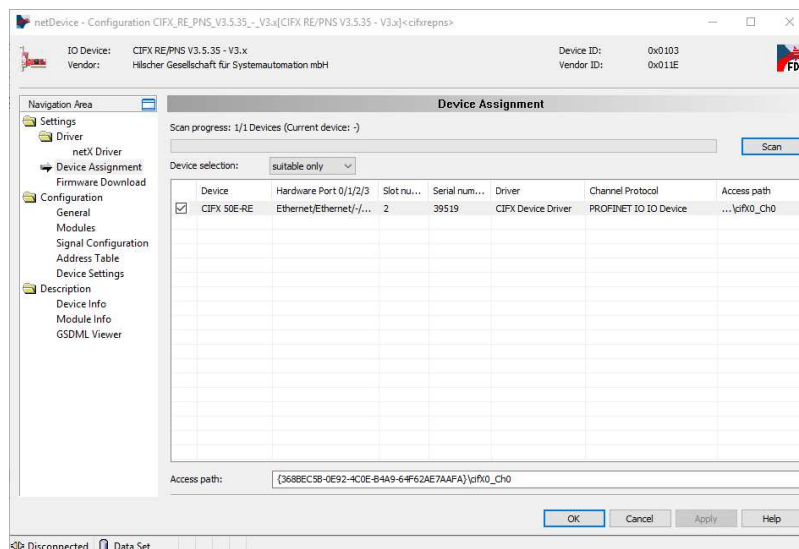 netDevice - Configuration CIFX_RE_PNS_V3.5.35_-_V3.x[CIFX RE/PNS V3.5.35 - V3.x]<cifxrepns>
IO Device: CIFX RE/PNS V3.5.35 - V3.x Device ID: 0x0103
Vendor: Hilscher Gesellschaft für Systemautomation mbH Vendor ID: 0x011E
FD
Navigation Area
Settings
Driver
netX Driver
Device Assignment
Firmware Download
Configuration
General
Modules
Signal Configuration
Address Table
Device Settings
Description
Device Info
Module Info
GSDML Viewer
Device Assignment
Scan progress: 1/1 Devices (Current device: -)
Scan
Device selection: suitable only
Device Hardware Port 0/1/2/3 Slot nu... Serial num... Driver Channel Protocol Access path
CIFX 50E-RE Ethernet/Ethernet/-/... 2 39519 CIFX Device Driver PROFINET IO IO Device ...\cifX0_Ch0
Access path: {368BEC5B-0E92-4C0E-B4A9-64F62AE7AAFA}\cifX0_Ch0
OK Cancel Apply Help
Disconnected Data Set